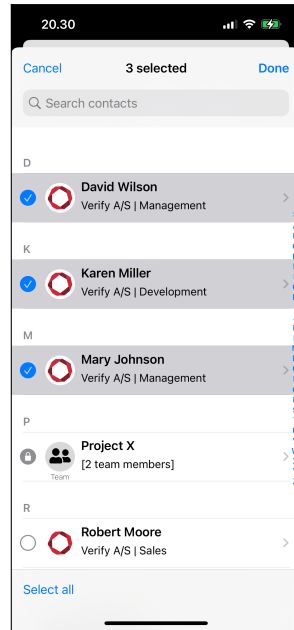 20.30
Cancel
3 selected
Done
Search contacts
D
David Wilson
Verify A/S | Management
K
Karen Miller
Verify A/S | Development
M
Mary Johnson
Verify A/S | Management
P
Project X
[2 team members]
Team
R
Robert Moore
Verify A/S | Sales
Select all